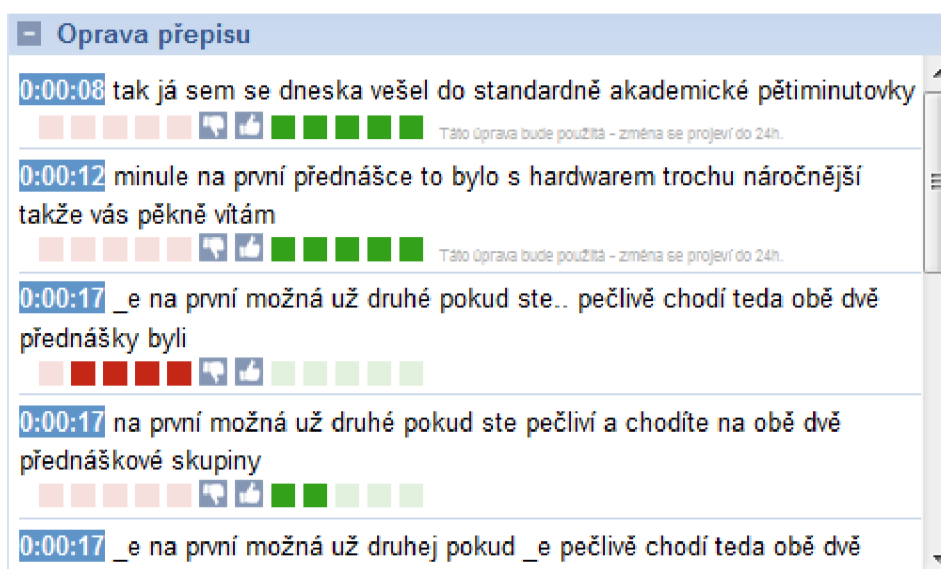 Oprava přepisu
0:00:08 tak já sem se dneska vešel do standardně akademické pětiminutovky
Táto úprava bude použitá - změna se projeví do 24h.
0:00:12 minule na první přednášce to bylo s hardwarem trochu náročnější
takže vás pěkně vítám
Táto úprava bude použitá - změna se projeví do 24h.
0:00:17 _e na první možná už druhé pokud ste.. pečlivě chodí teda obě dvě
přednášky byli
0:00:17 na první možná už druhé pokud ste pečliví a chodíte na obě dvě
přednáškové skupiny
0:00:17 _e na první možná už druhej pokud _e pečlivě chodí teda obě dvě